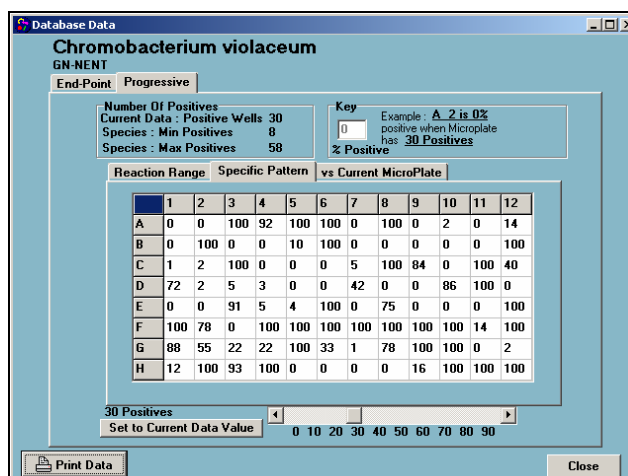 Database Data
Chromobacterium violaceum
GN-NENT
End-Point Progressive
Number Of Positives
Current Data : Positive Wells 30
Species : Min Positives 8
Species : Max Positives 58
Key
0
% Positive
Example : A 2 is 0%
positive when Microplate
has 30 Positives
Reaction Range Specific Pattern vs Current MicroPlate
1 2 3 4 5 6 7 8 9 10 11 12
A 0 0 100 92 100 100 0 100 0 2 0 14
B 0 100 0 0 10 100 0 0 0 0 0 100
C 1 2 100 0 0 0 5 100 84 0 100 40
D 72 2 5 3 0 0 42 0 0 86 100 0
E 0 0 91 5 4 100 0 75 0 0 0 100
F 100 78 0 100 100 100 100 100 100 100 14 100
G 88 55 22 22 100 33 1 78 100 100 0 2
H 12 100 93 100 0 0 0 0 16 100 100 100
30 Positives
Set to Current Data Value
0 10 20 30 40 50 60 70 80 90
Print Data
Close